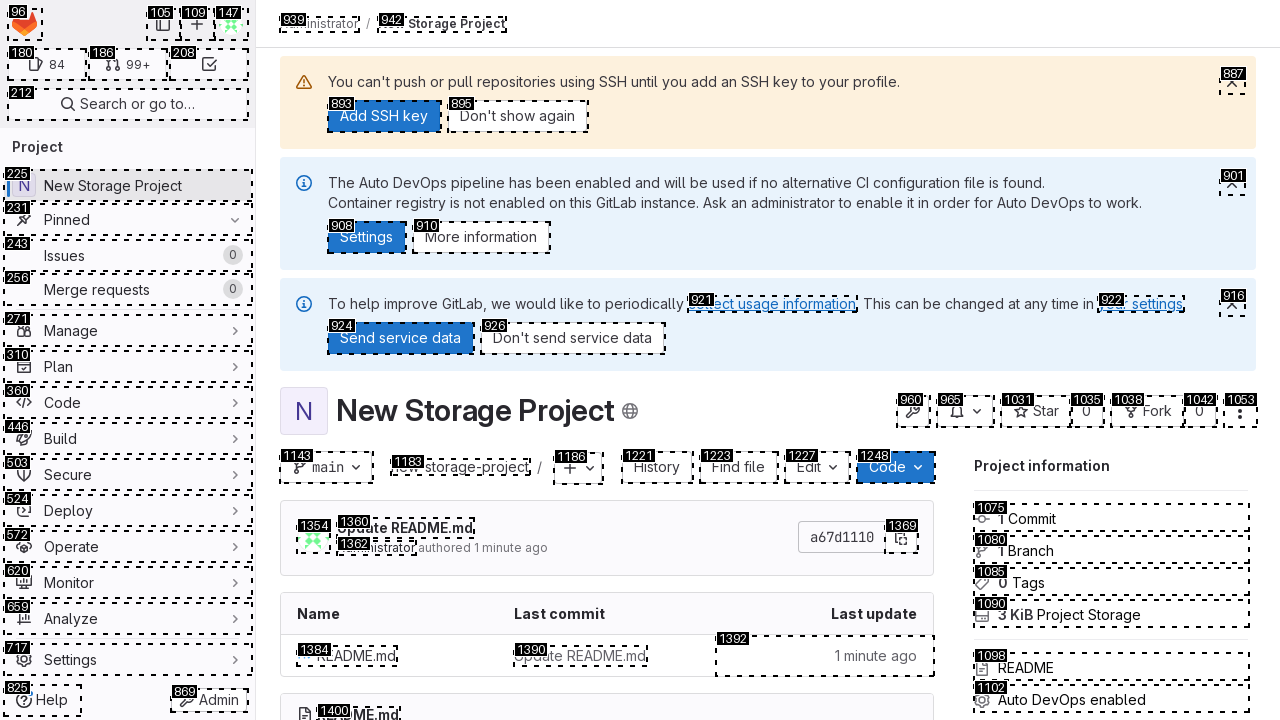 96 105 109 147
180 84 186 99+ 208
212 Search or go to…
Project
225 N New Storage Project
231 Pinned
243 Issues 0
256 Merge requests 0
271 Manage
310 Plan
360 Code
446 Build
503 Secure
524 Deploy
572 Operate
620 Monitor
659 Analyze
717 Settings
825 Help 869 Admin
939 / 942 Storage Project
You can't push or pull repositories using SSH until you add an SSH key to your profile. 887
893 Add SSH key 895 Don't show again
The Auto DevOps pipeline has been enabled and will be used if no alternative CI configuration file is found. 901
Container registry is not enabled on this GitLab instance. Ask an administrator to enable it in order for Auto DevOps to work.
908 Settings 910 More information
To help improve GitLab, we would like to periodically 921 collect usage information. This can be changed at any time in 922 your settings. 916
924 Send service data 926 Don't send service data
N New Storage Project
960 965 1031 Star 1035 0 1038 Fork 1042 0 1053
1143 main 1183 new-storage-project / 1186 1221 History 1223 Find file 1227 Edit 1248 Code
1354 1360 Update README.md
1362 Administrator authored 1 minute ago
a67d1110 1369
Name Last commit Last update
1384 README.md 1390 Update README.md 1392 1 minute ago
1400 README.md
Project information
1075 1 Commit
1080 1 Branch
1085 0 Tags
1090 3 KiB Project Storage
1098 README
1102 Auto DevOps enabled